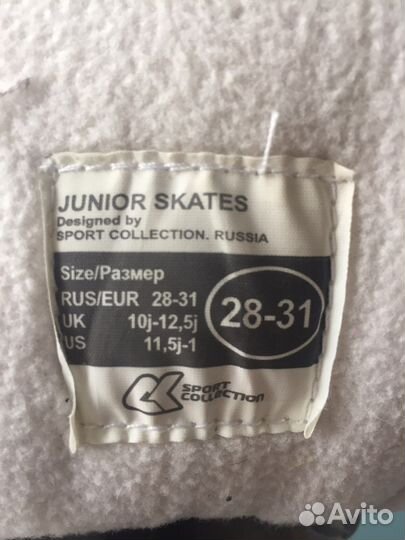 JUNIOR SKATES
Designed by
SPORT COLLECTION. RUSSIA
Size/Размер
RUS/EUR 28-31
UK 10j-12,5j
US 11,5j-1
28-31
SPORT
COLLECTION
Avito